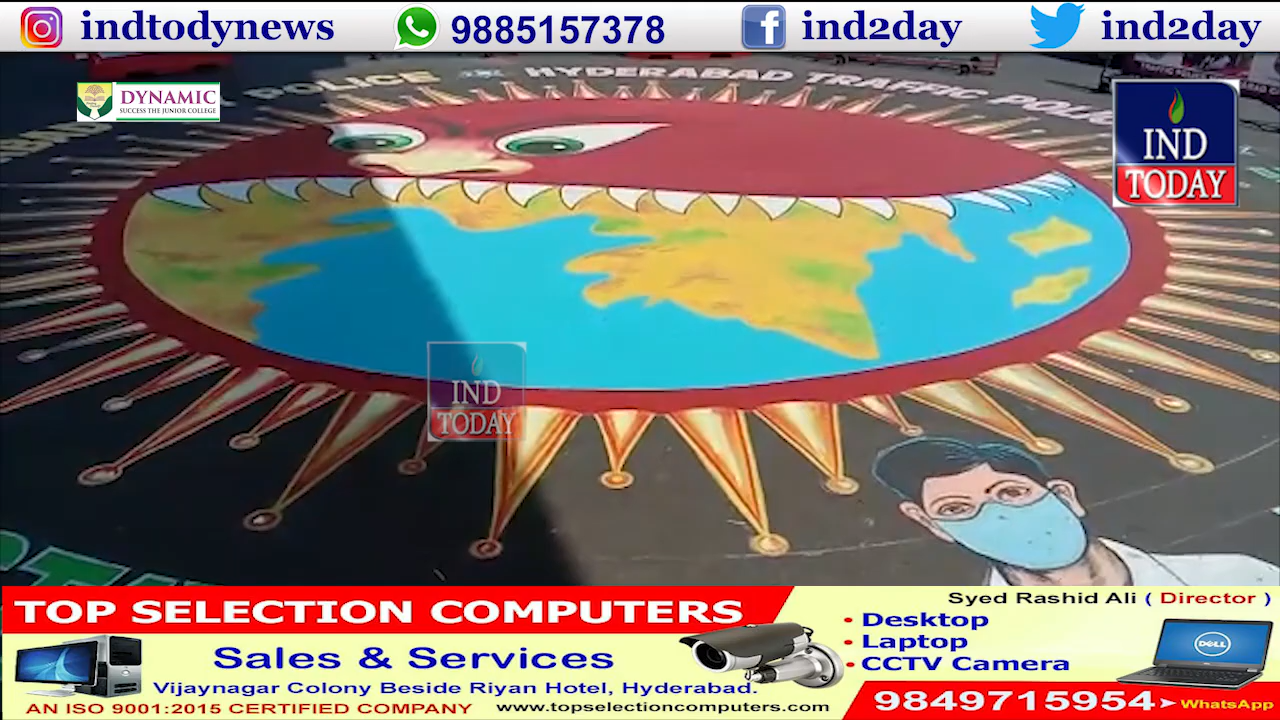 indtodynews
9885157378
ind2day
ind2day
DYNAMIC
SUCCESS THE JUNIOR COLLEGE
POLICE
HYDERABAD TRAFFIC POLIC
IND
TODAY
IND
TODAY
TOP SELECTION COMPUTERS
Sales & Services
Vijaynagar Colony Beside Riyan Hotel, Hyderabad.
AN ISO 9001:2015 CERTIFIED COMPANY www.topselectioncomputers.com
Syed Rashid Ali ( Director )
• Desktop
• Laptop
• CCTV Camera
DELL
9849715954 WhatsApp